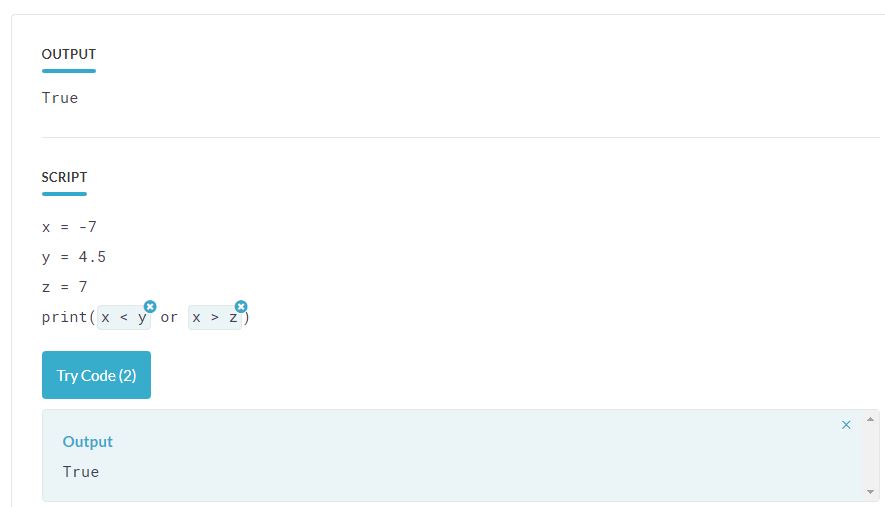 OUTPUT
True
SCRIPT
x = -7
y = 4.5
z = 7
print(x < y or x > z)
Try Code (2)
Output
True